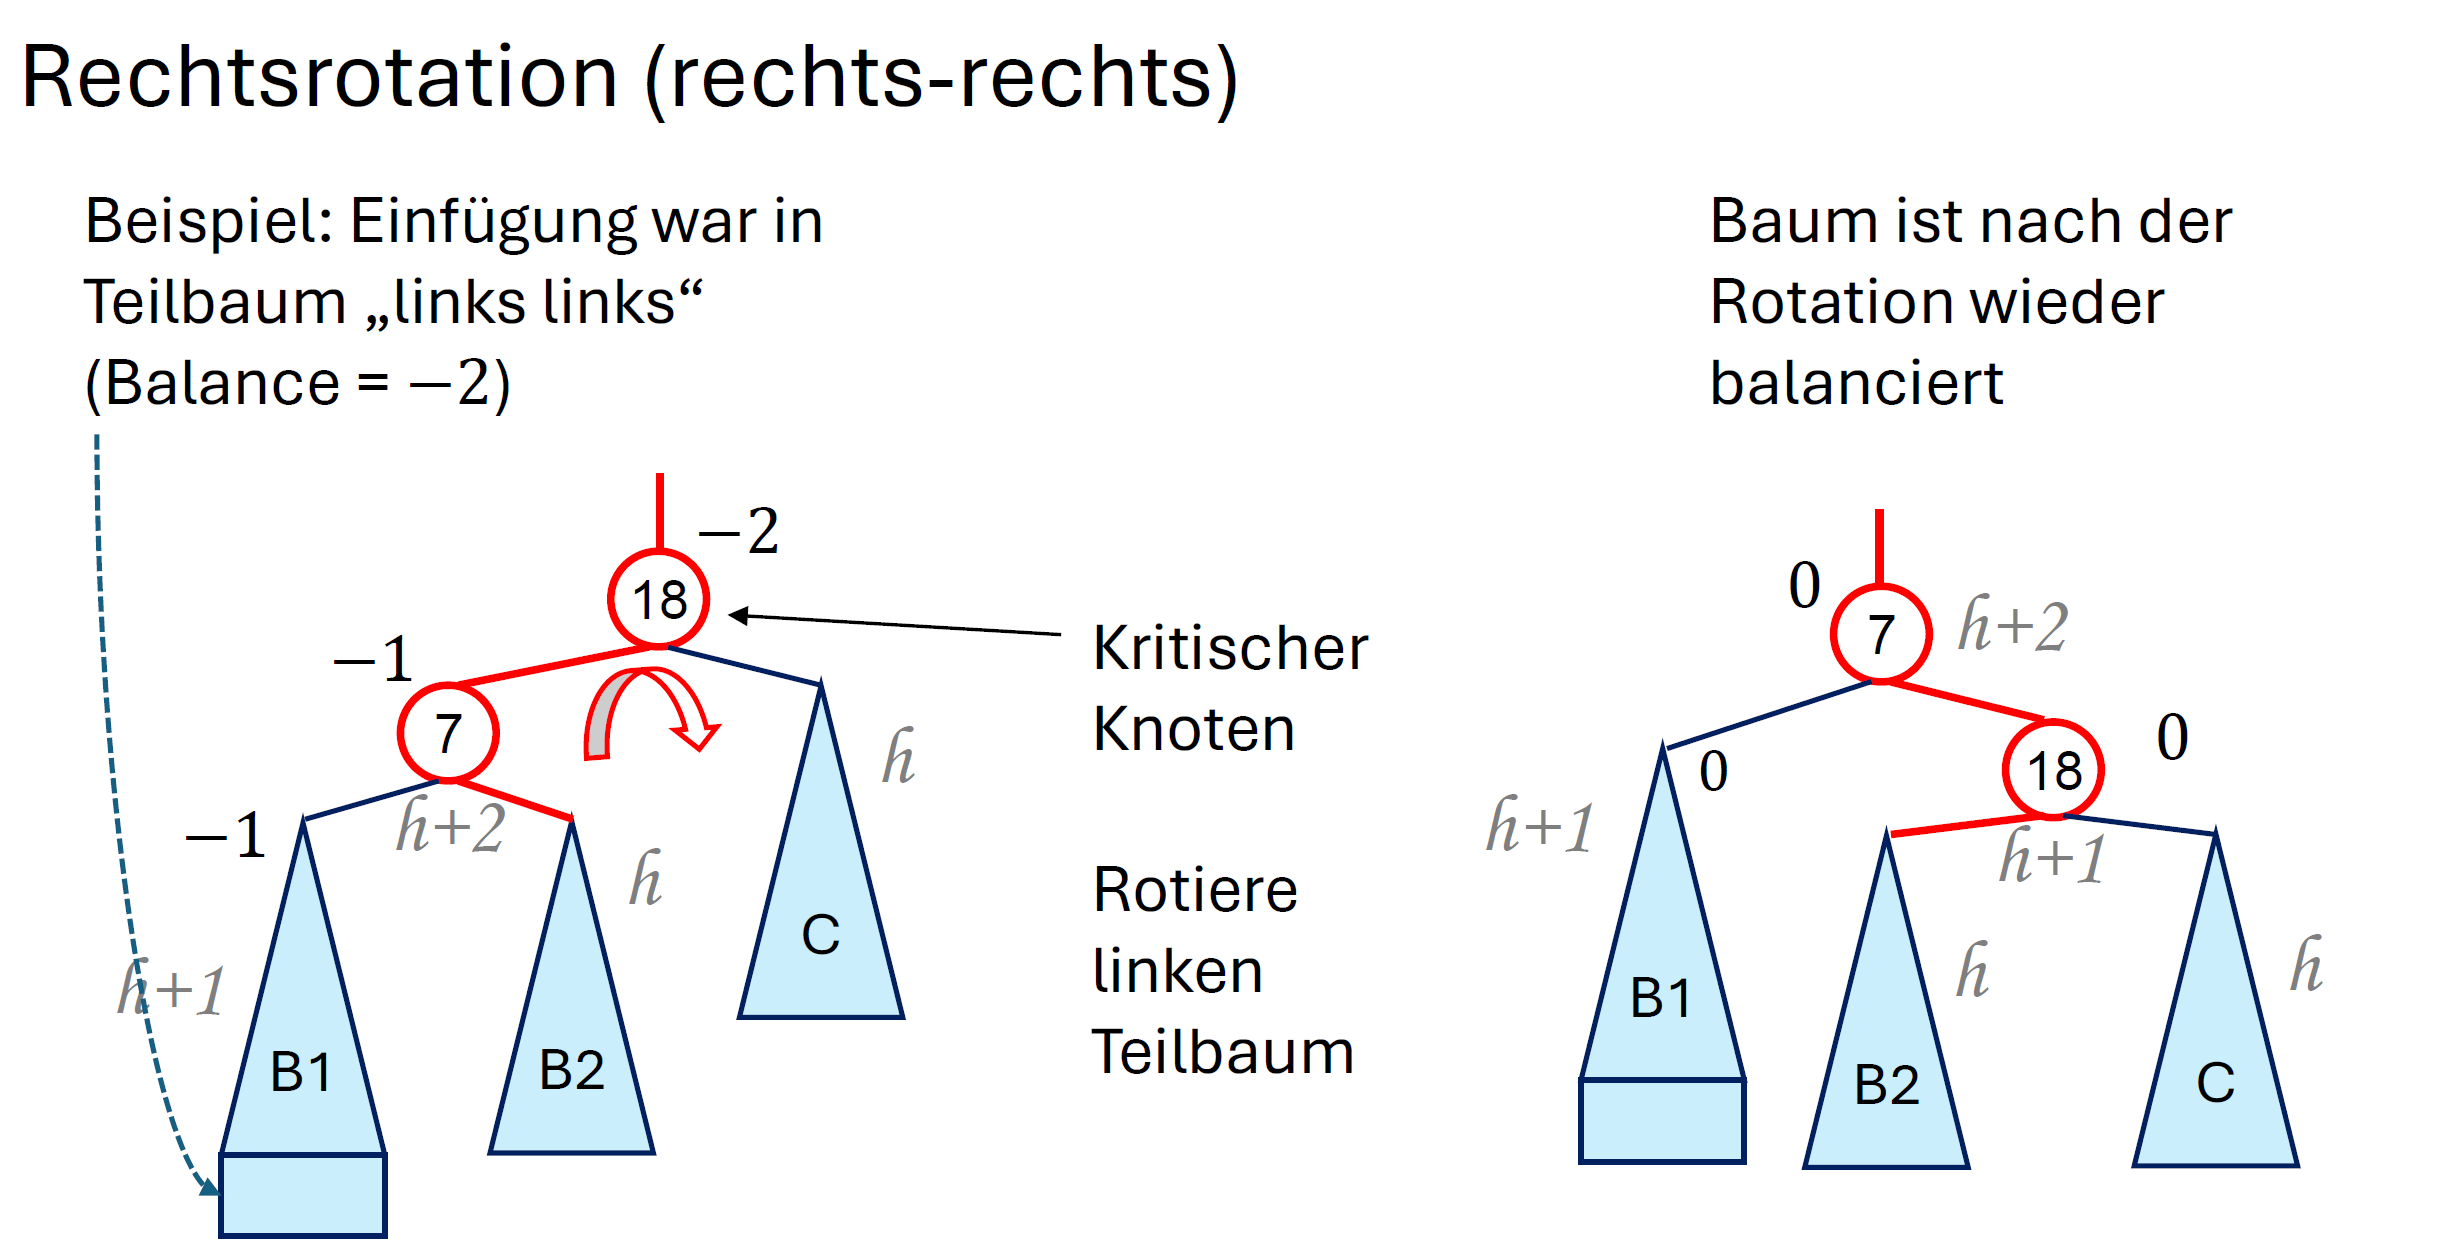 Rechtsrotation (rechts-rechts)
Beispiel: Einfügung war in
Teilbaum „links links“
(Balance = −2)
Baum ist nach der
Rotation wieder
balanciert
−2
18
−1
7
h+2
−1
h
h
h+1
B1
B2
C
Kritischer
Knoten
Rotiere
linken
Teilbaum
0
7
h+2
0
18
0
h+1
h+1
h
h
B1
B2
C